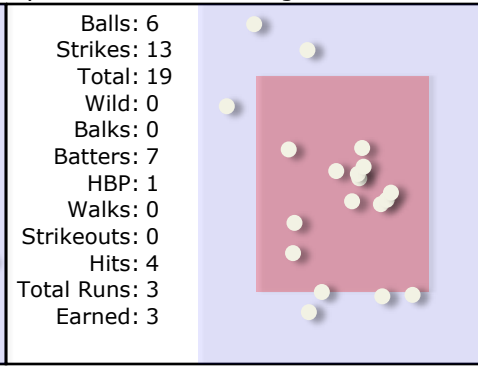 Balls: 6
Strikes: 13
Total: 19
Wild: 0
Balks: 0
Batters: 7
HBP: 1
Walks: 0
Strikeouts: 0
Hits: 4
Total Runs: 3
Earned: 3